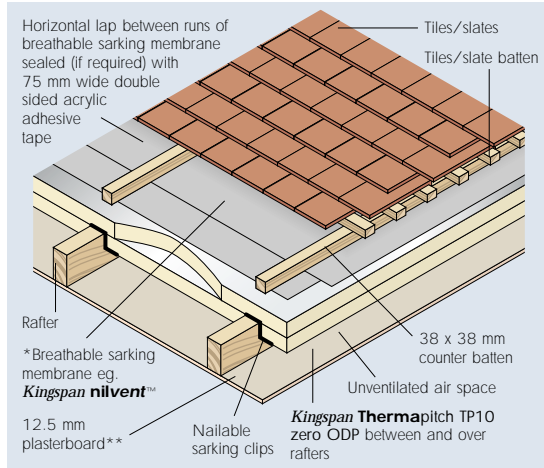 Horizontal lap between runs of
breathable sarking membrane
sealed (if required) with
75 mm wide double
sided acrylic
adhesive
tape
Tiles/slates
Tiles/slate batten
Rafter
*Breathable sarking
membrane eg.
Kingspan nilvent™
12.5 mm
plasterboard**
Nailable
sarking clips
38 x 38 mm
counter batten
Unventilated air space
Kingspan Thermapitch TP10
zero ODP between and over
rafters